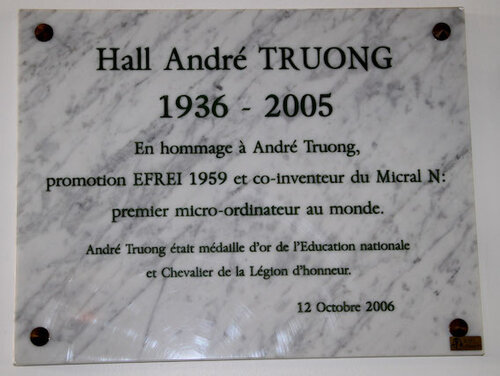 Hall André TRUONG
1936 - 2005
En hommage à André Truong,
promotion EFREI 1959 et co-inventeur du Micral N:
premier micro-ordinateur au monde.
André Truong était médaille d'or de l'Education nationale
et Chevalier de la Légion d'honneur.
12 Octobre 2006